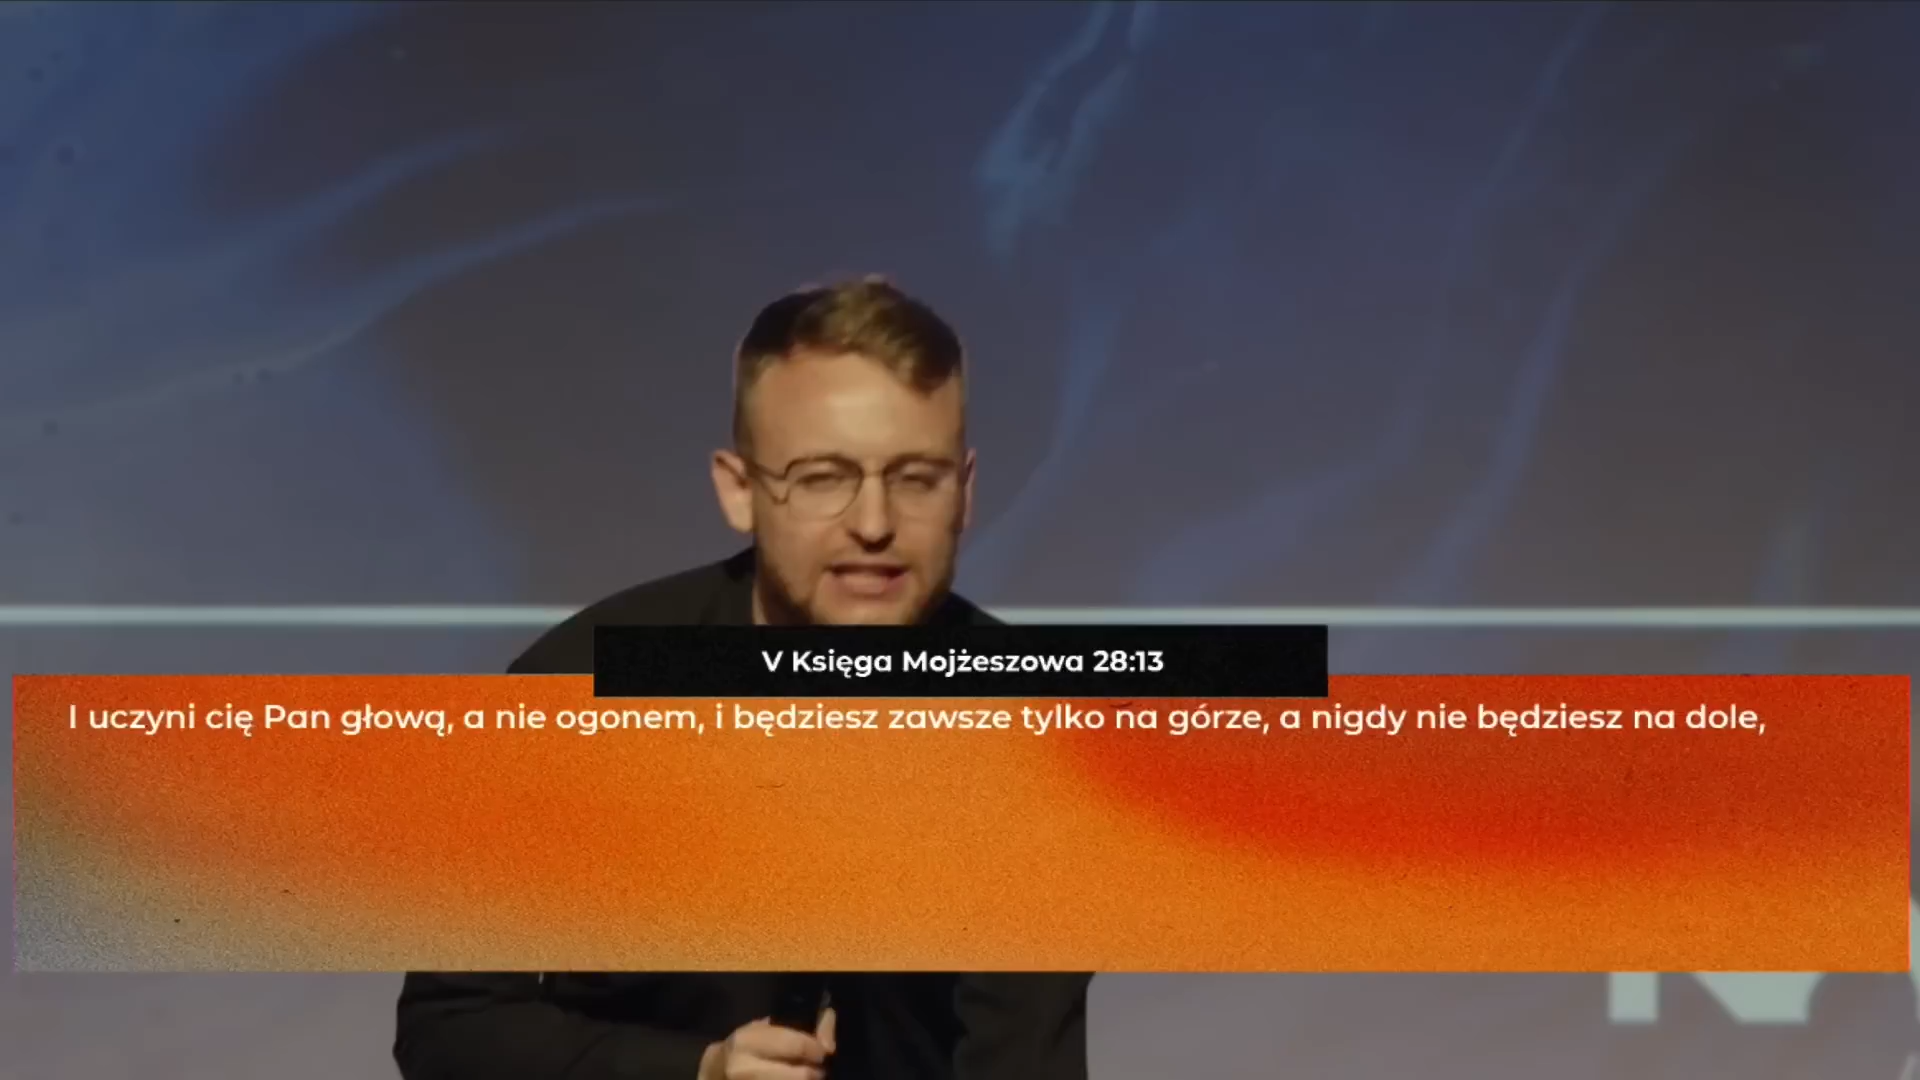 V Księga Mojżeszowa 28:13
I uczyni cię Pan głową, a nie ogonem, i będziesz zawsze tylko na górze, a nigdy nie będziesz na dole,